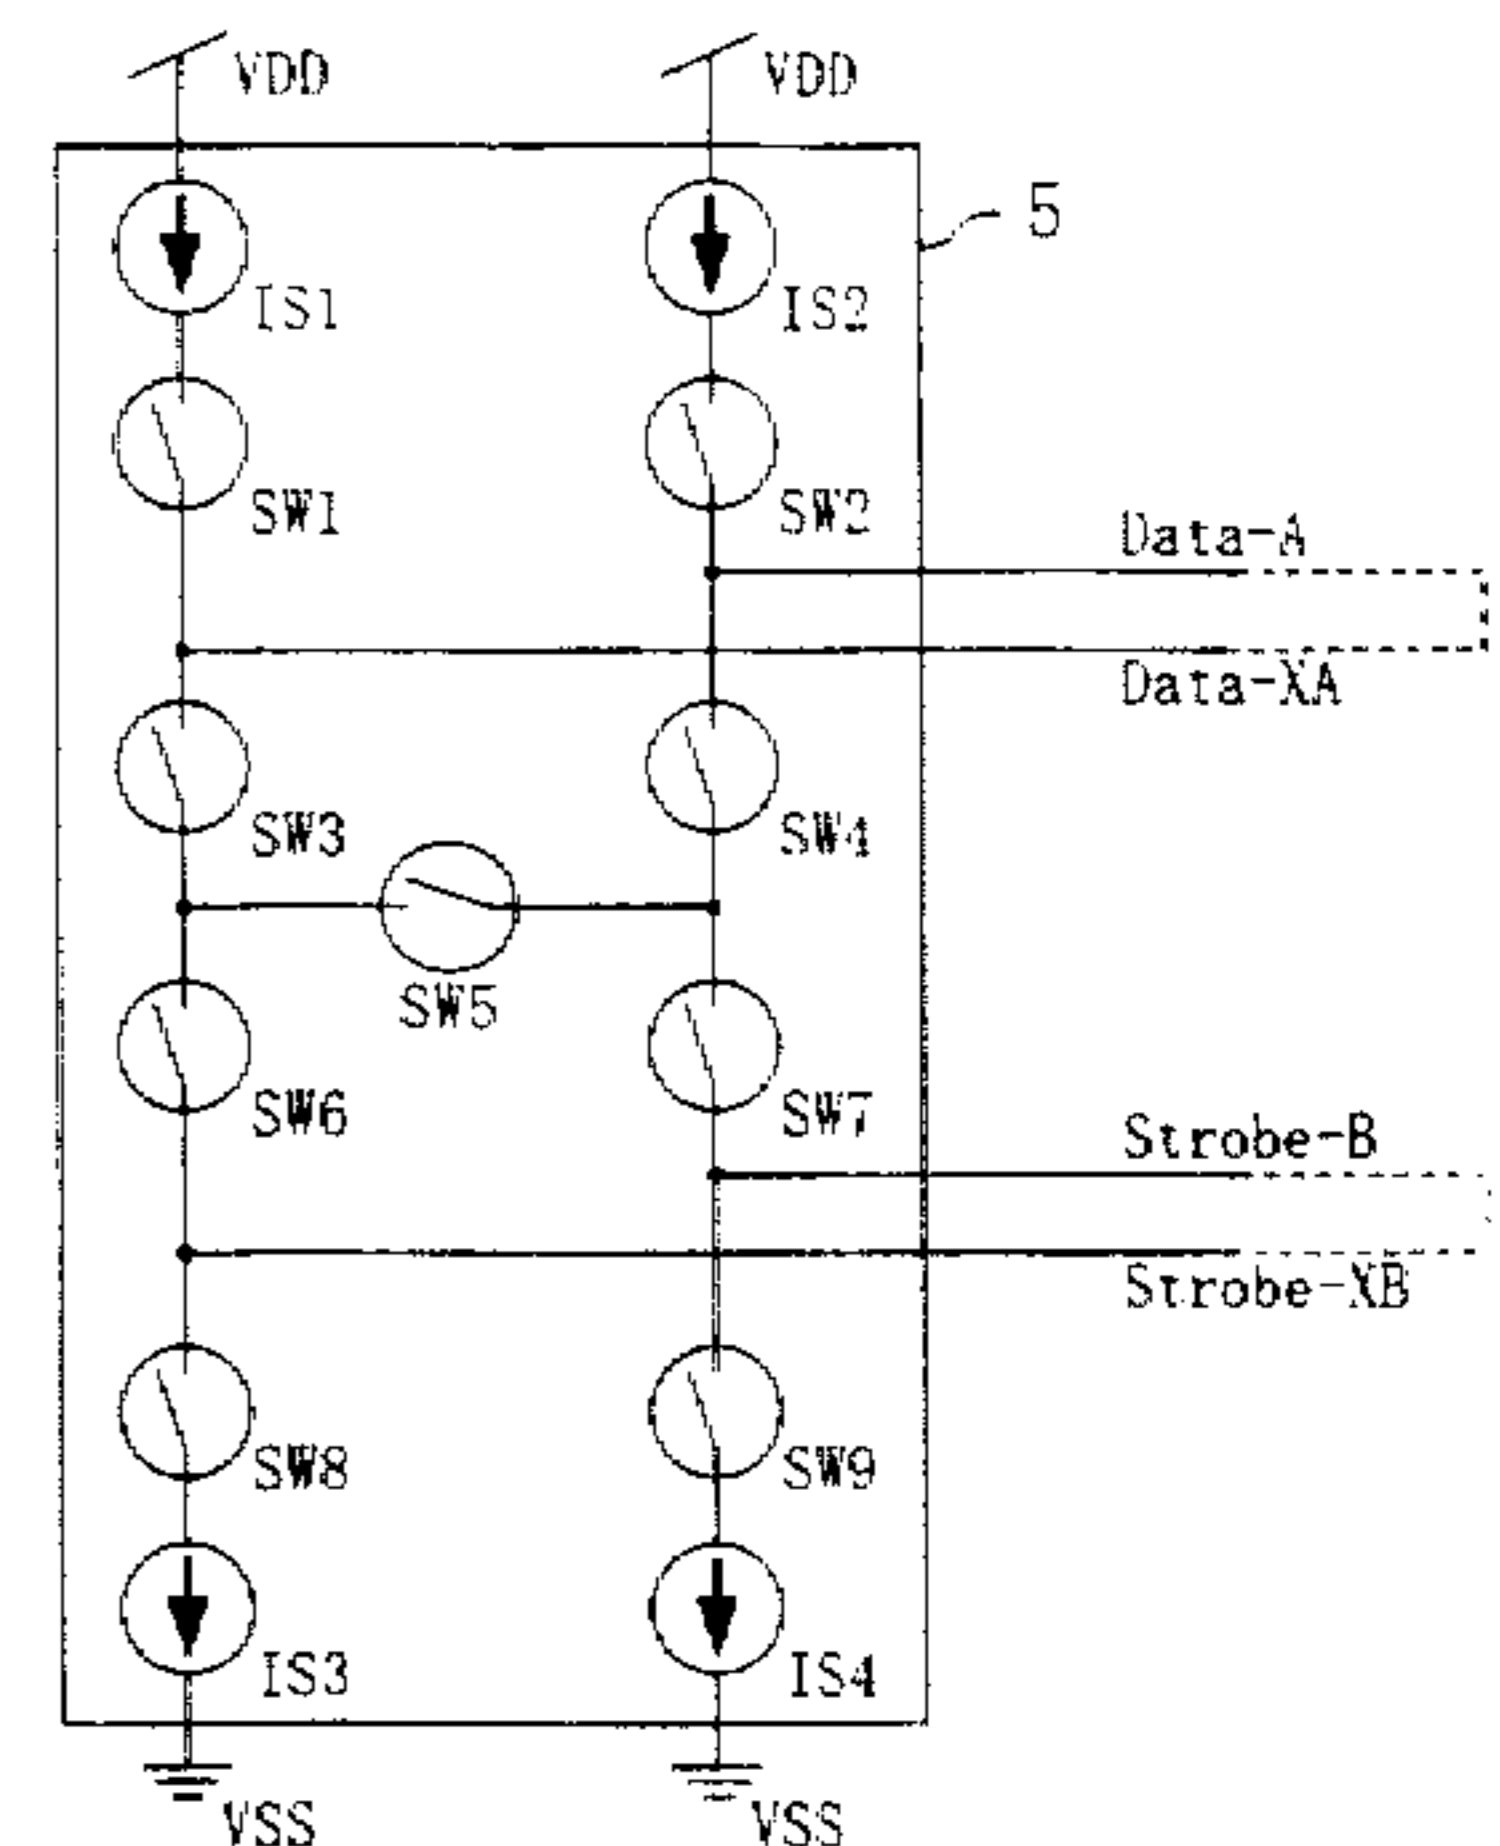 VDD VDD
5
IS1 IS2
SW1 SW2
Data-A
Data-XA
SW3 SW4
SW5
SW6 SW7
Strobe-B
Strobe-XB
SW8 SW9
IS3 IS4
VSS VSS